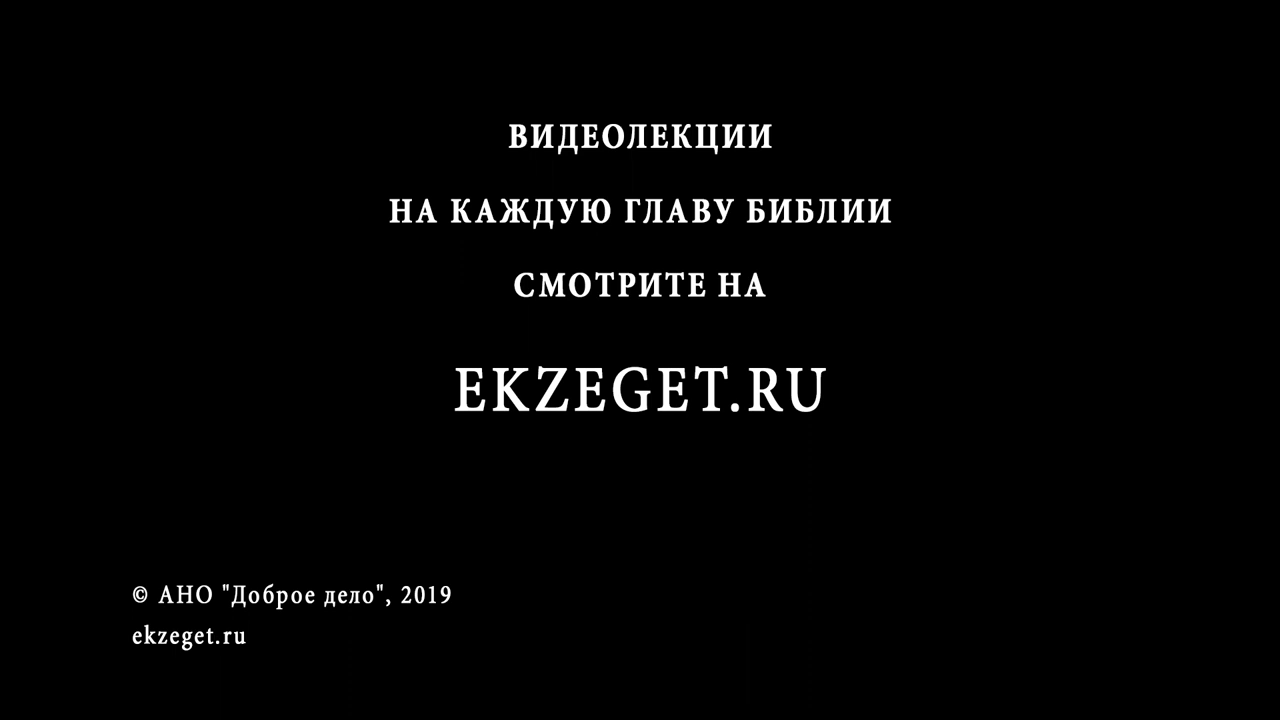 ВИДЕОЛЕКЦИИ
НА КАЖДУЮ ГЛАВУ БИБЛИИ
СМОТРИТЕ НА
EKZEGET.RU
© АНО "Доброе дело", 2019
ekzeget.ru